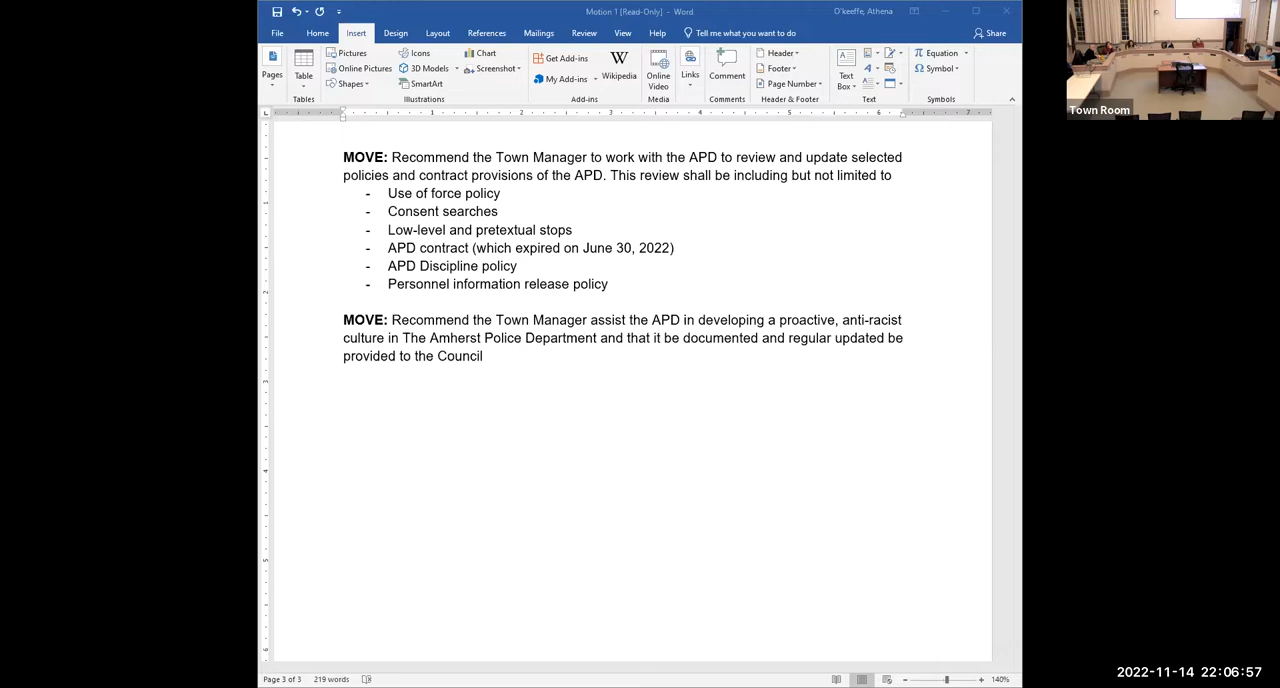 Motion 1 [Read-Only] - Word
O'keeffe, Athena
File Home Insert Design Layout References Mailings Review View Help Tell me what you want to do Share
Pages
Table
Tables
Pictures
Online Pictures
Shapes
Icons
3D Models
SmartArt
Chart
Screenshot
Illustrations
Get Add-ins
My Add-ins
W
Wikipedia
Add-ins
Online
Video
Media
Links
Comment
Comments
Header
Footer
Page Number
Header & Footer
Text
Box
Text
Equation
Symbol
Symbols
Town Room
MOVE: Recommend the Town Manager to work with the APD to review and update selected
policies and contract provisions of the APD. This review shall be including but not limited to
- Use of force policy
- Consent searches
- Low-level and pretextual stops
- APD contract (which expired on June 30, 2022)
- APD Discipline policy
- Personnel information release policy
MOVE: Recommend the Town Manager assist the APD in developing a proactive, anti-racist
culture in The Amherst Police Department and that it be documented and regular updated be
provided to the Council
Page 3 of 3 219 words
140%
2022-11-14 22:06:57